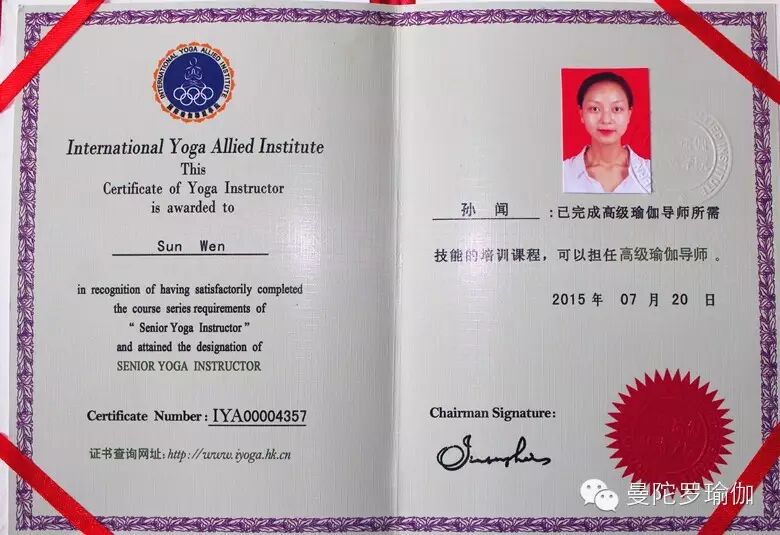 INTERNATIONAL YOGA ALLIED INSTITUTE
International Yoga Allied Institute
This
Certificate of Yoga Instructor
is awarded to
Sun Wen
in recognition of having satisfactorily completed
the course series requirements of
“ Senior Yoga Instructor”
and attained the designation of
SENIOR YOGA INSTRUCTOR
Certificate Number: IYA00004357
证书查询网址: http://www.iyoga.hk.cn
孙 闻 :已完成高级瑜伽导师所需
技能的培训课程，可以担任高级瑜伽导师。
2015 年 07 月 20 日
Chairman Signature:
曼陀罗瑜伽